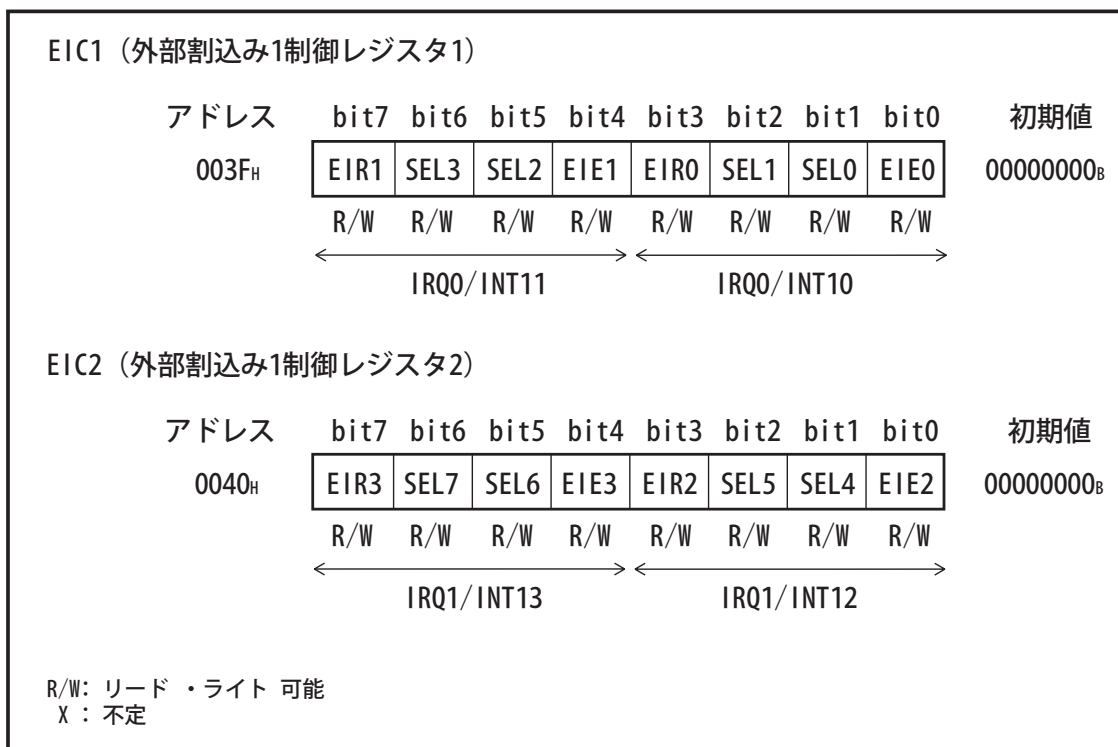 EIC1（外部割込み1制御レジスタ1）
アドレス bit7 bit6 bit5 bit4 bit3 bit2 bit1 bit0 初期値
003FH EIR1 SEL3 SEL2 EIE1 EIR0 SEL1 SEL0 EIE0 00000000B
R/W R/W R/W R/W R/W R/W R/W R/W
IRQ0/INT11 IRQ0/INT10
EIC2（外部割込み1制御レジスタ2）
アドレス bit7 bit6 bit5 bit4 bit3 bit2 bit1 bit0 初期値
0040H EIR3 SEL7 SEL6 EIE3 EIR2 SEL5 SEL4 EIE2 00000000B
R/W R/W R/W R/W R/W R/W R/W R/W
IRQ1/INT13 IRQ1/INT12
R/W: リード ・ライト 可能
X : 不定